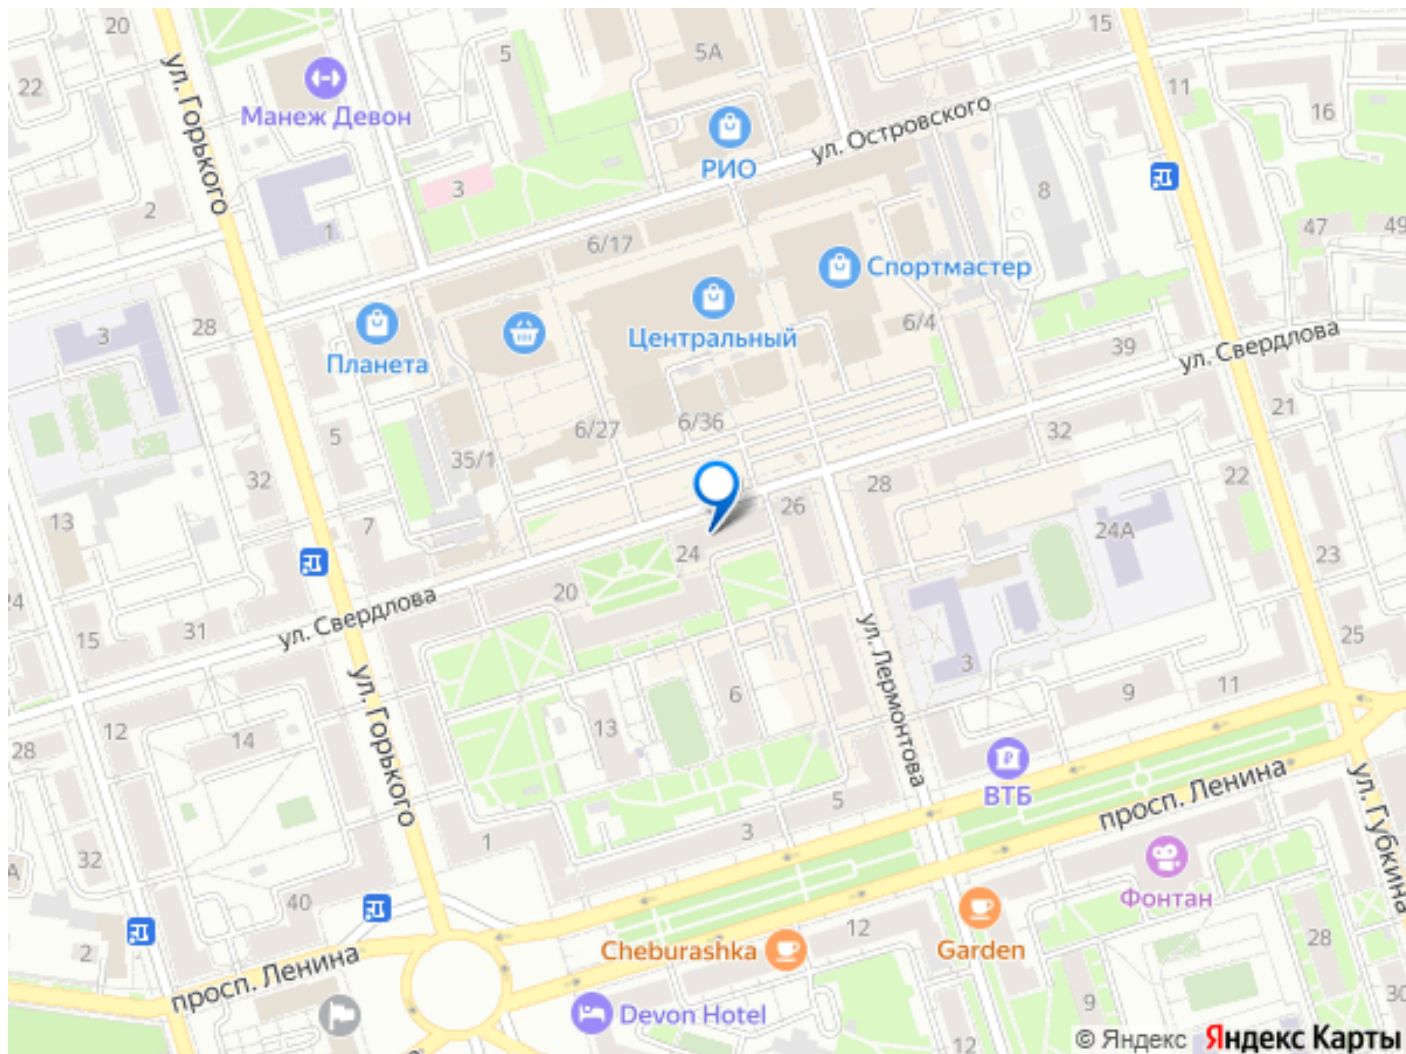 20
15
5
5А
22
Манеж Девон
11
16
ул. Горького
ул. Островского
РИО
3
8
2
1
6/17
47
49
Спортмастер
Центральный
6/4
28
3
Планета
39
ул. Свердлова
21
5
6/27
6/36
32
35/1
32
22
28
26
13
7
24А
24
23
20
ул. Свердлова
24
31
15
25
ул. Лермонтова
3
6
9
11
13
ул. Горького
12
14
28
ВТБ
просп. Ленина
ул. Губкина
5
3
1
32
А
Фонтан
40
12
Garden
28
2
Cheburashka
просп. Ленина
9
30
Devon Hotel
12
© Яндекс Яндекс Карты